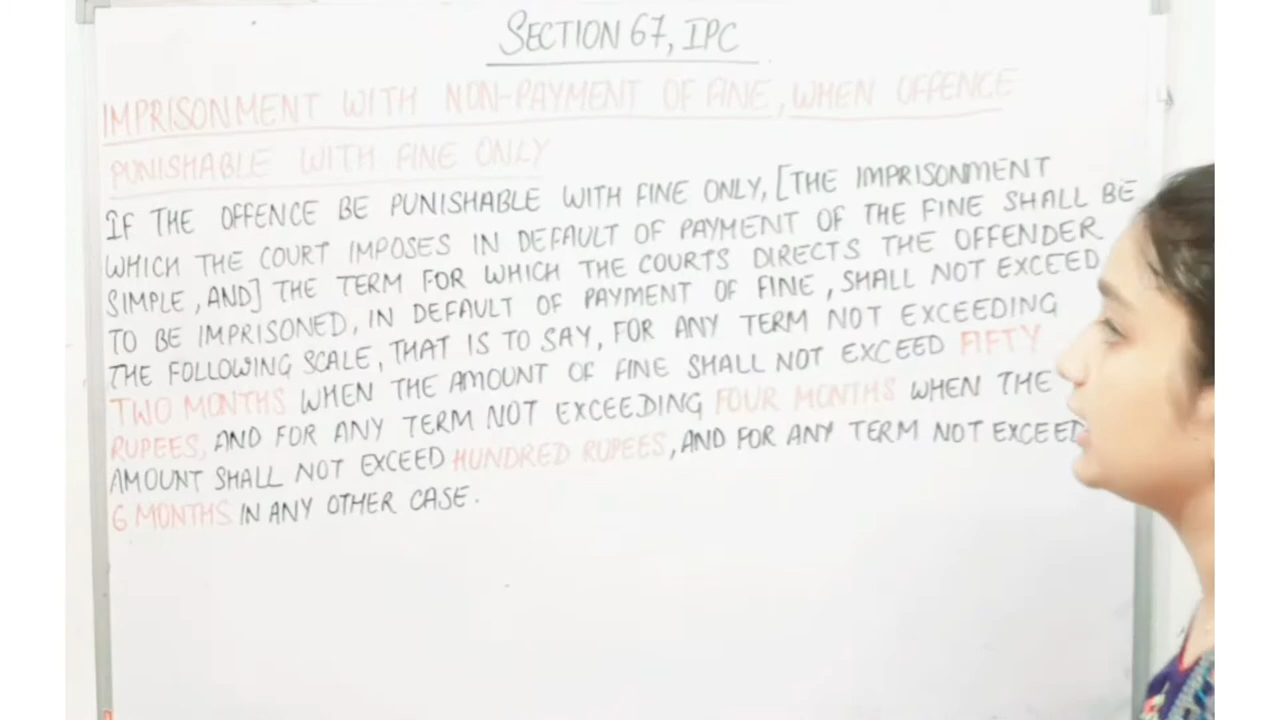 SECTION 67, IPC
IMPRISONMENT WITH NON-PAYMENT OF FINE, WHEN OFFENCE
PUNISHABLE WITH FINE ONLY
IF THE OFFENCE BE PUNISHABLE WITH FINE ONLY, [THE IMPRISONMENT
WHICH THE COURT IMPOSES IN DEFAULT OF PAYMENT OF THE FINE SHALL BE
SIMPLE, AND] THE TERM FOR WHICH THE COURTS DIRECTS THE OFFENDER
TO BE IMPRISONED, IN DEFAULT OF PAYMENT OF FINE, SHALL NOT EXCEED
THE FOLLOWING SCALE, THAT IS TO SAY, FOR ANY TERM NOT EXCEEDING
TWO MONTHS WHEN THE AMOUNT OF FINE SHALL NOT EXCEED FIFTY
RUPEES, AND FOR ANY TERM NOT EXCEEDING FOUR MONTHS WHEN THE
AMOUNT SHALL NOT EXCEED HUNDRED RUPEES, AND FOR ANY TERM NOT EXCEED
6 MONTHS IN ANY OTHER CASE.